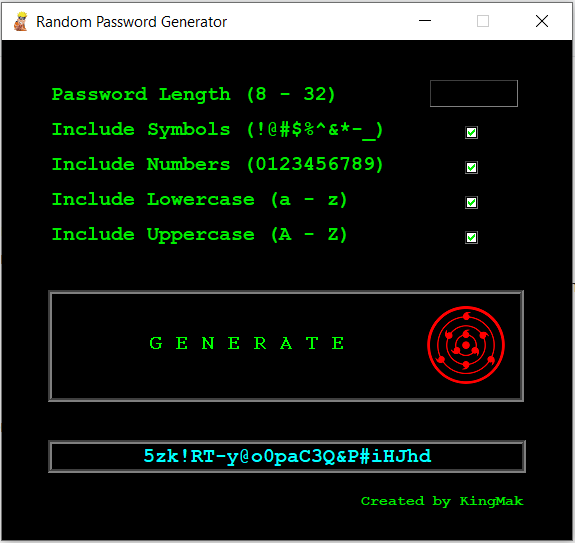 Random Password Generator
Password Length (8 - 32)
Include Symbols (!@#$%^&*-_)
Include Numbers (0123456789)
Include Lowercase (a - z)
Include Uppercase (A - Z)
G E N E R A T E
5zk!RT-y@o0paC3Q&P#iHJhd
Created by KingMak